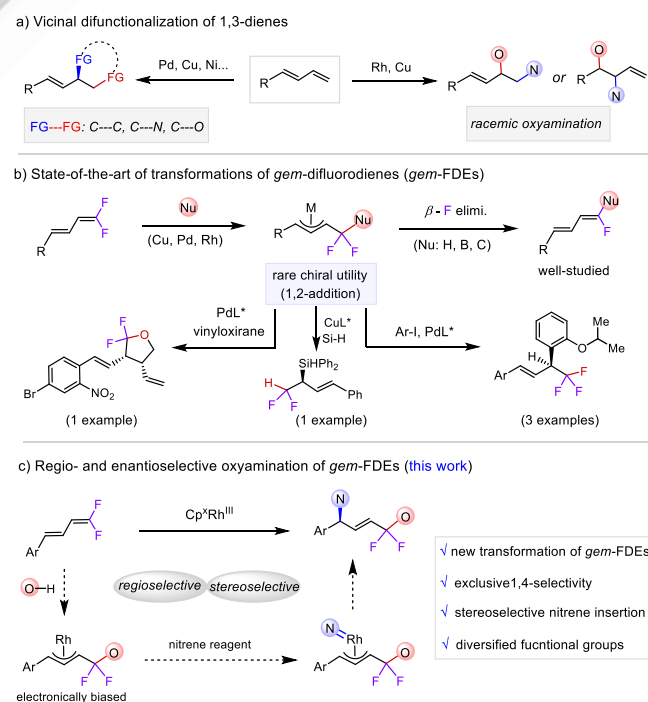 a) Vicinal difunctionalization of 1,3-dienes
FG
FG
R
Pd, Cu, Ni...
R
Rh, Cu
O
N
R
or
O
R
N
FG---FG: C---C, C---N, C---O
racemic oxyamination
b) State-of-the-art of transformations of gem-difluorodienes (gem-FDEs)
F
F
R
Nu
(Cu, Pd, Rh)
M
Nu
R
F F
β - F elimi.
(Nu: H, B, C)
Nu
F
R
well-studied
rare chiral utility
(1,2-addition)
PdL*
vinyloxirane
CuL*
Si-H
Ar-I, PdL*
F
F
O
Br
NO2
(1 example)
SiHPh2
H
F
F
Ph
(1 example)
Me
O
Me
H
Ar
F
F
F
(3 examples)
c) Regio- and enantioselective oxyamination of gem-FDEs (this work)
F
F
Ar
CpxRhIII
N
O
Ar
F F
O–H
regioselective stereoselective
Rh
O
Ar
F F
electronically biased
nitrene reagent
N
Rh
O
Ar
F F
√ new transformation of gem-FDEs
√ exclusive1,4-selectivity
√ stereoselective nitrene insertion
√ diversified fucntional groups